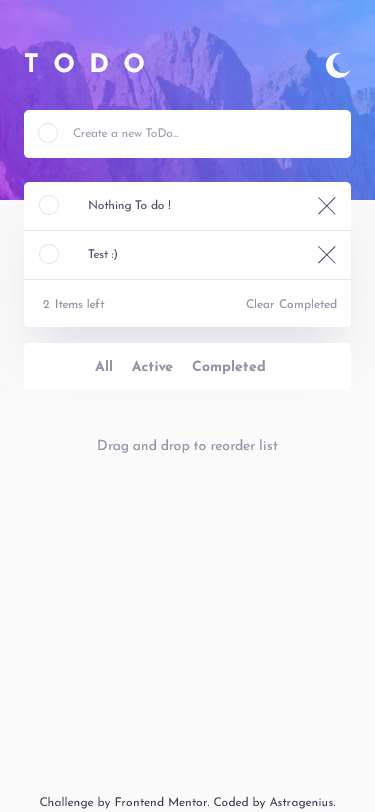 TODO
Create a new ToDo...
Nothing To do !
Test :)
2 Items left Clear Completed
All Active Completed
Drag and drop to reorder list
Challenge by Frontend Mentor. Coded by Astragenius.